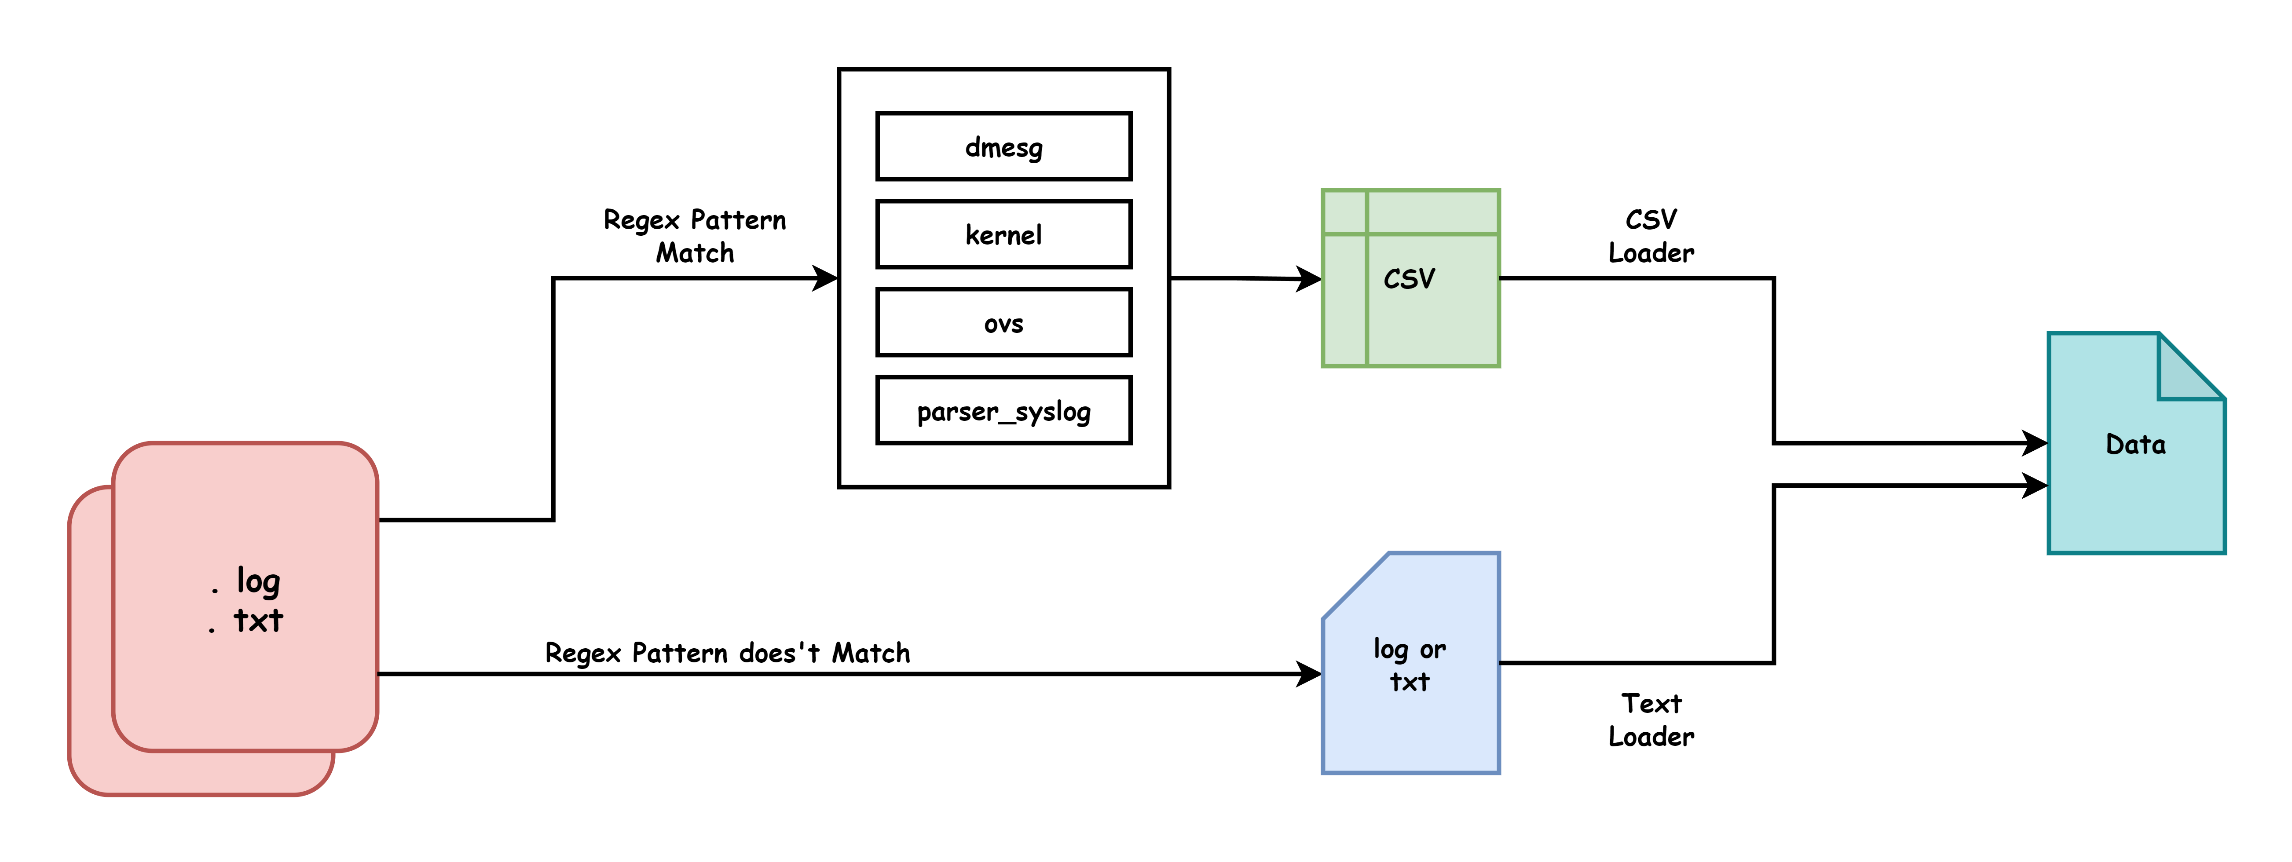 . log
. txt
Regex Pattern
Match
dmesg
kernel
ovs
parser_syslog
CSV
CSV
Loader
Regex Pattern does't Match
log or
txt
Text
Loader
Data